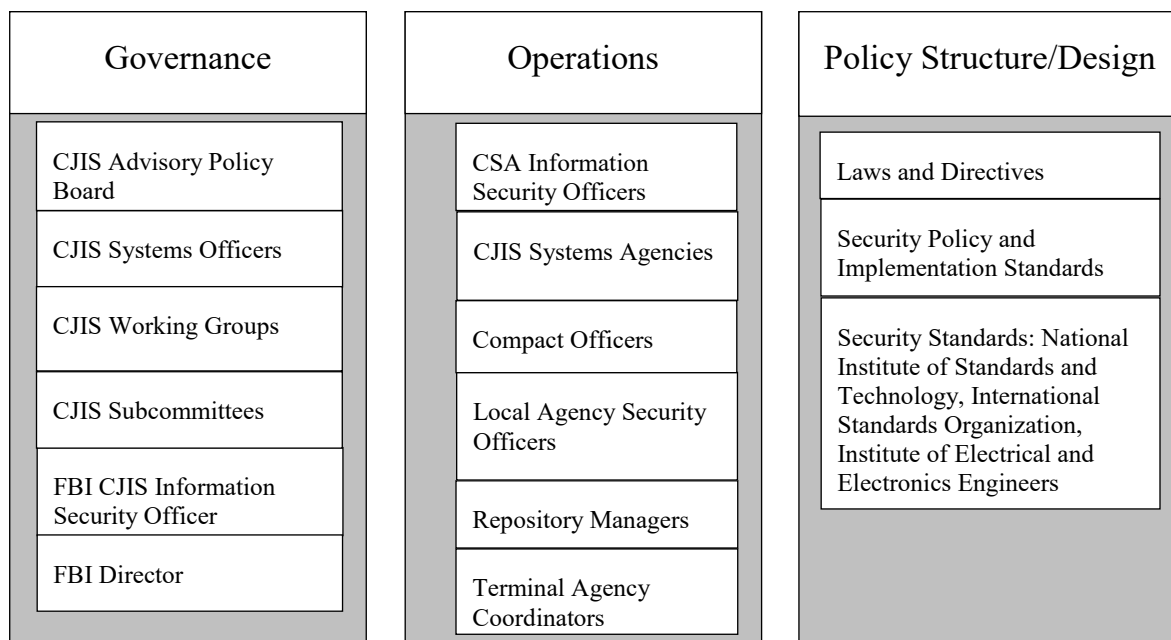 Governance
CJIS Advisory Policy
Board
CJIS Systems Officers
CJIS Working Groups
CJIS Subcommittees
FBI CJIS Information
Security Officer
FBI Director
Operations
CSA Information
Security Officers
CJIS Systems Agencies
Compact Officers
Local Agency Security
Officers
Repository Managers
Terminal Agency
Coordinators
Policy Structure/Design
Laws and Directives
Security Policy and
Implementation Standards
Security Standards: National
Institute of Standards and
Technology, International
Standards Organization,
Institute of Electrical and
Electronics Engineers